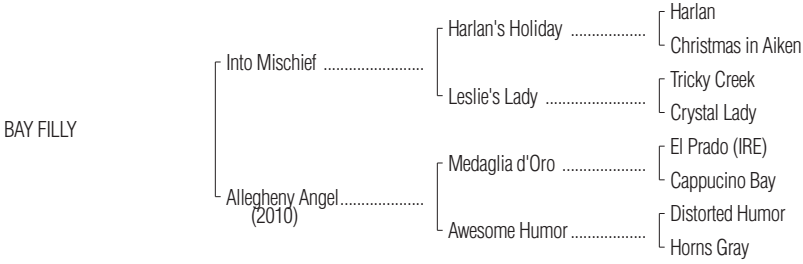 Harlan
Harlan's Holiday ..................
Christmas in Aiken
Into Mischief ........................
Tricky Creek
Leslie's Lady ........................
Crystal Lady
BAY FILLY
El Prado (IRE)
Medaglia d'Oro ....................
Cappucino Bay
Allegheny Angel....................
(2010)
Distorted Humor
Awesome Humor..................
Horns Gray